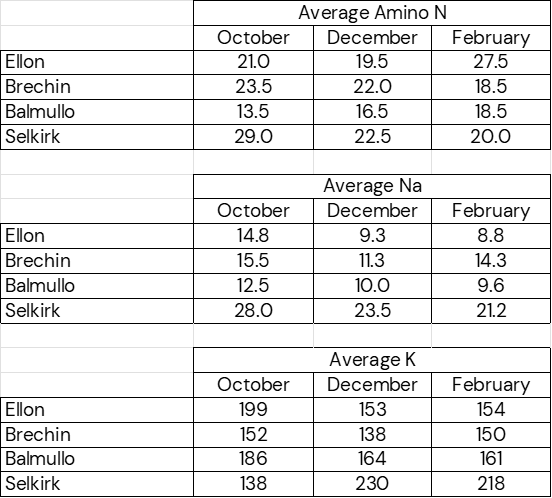 Average Amino N
October December February
Ellon 21.0 19.5 27.5
Brechin 23.5 22.0 18.5
Balmullo 13.5 16.5 18.5
Selkirk 29.0 22.5 20.0
Average Na
October December February
Ellon 14.8 9.3 8.8
Brechin 15.5 11.3 14.3
Balmullo 12.5 10.0 9.6
Selkirk 28.0 23.5 21.2
Average K
October December February
Ellon 199 153 154
Brechin 152 138 150
Balmullo 186 164 161
Selkirk 138 230 218